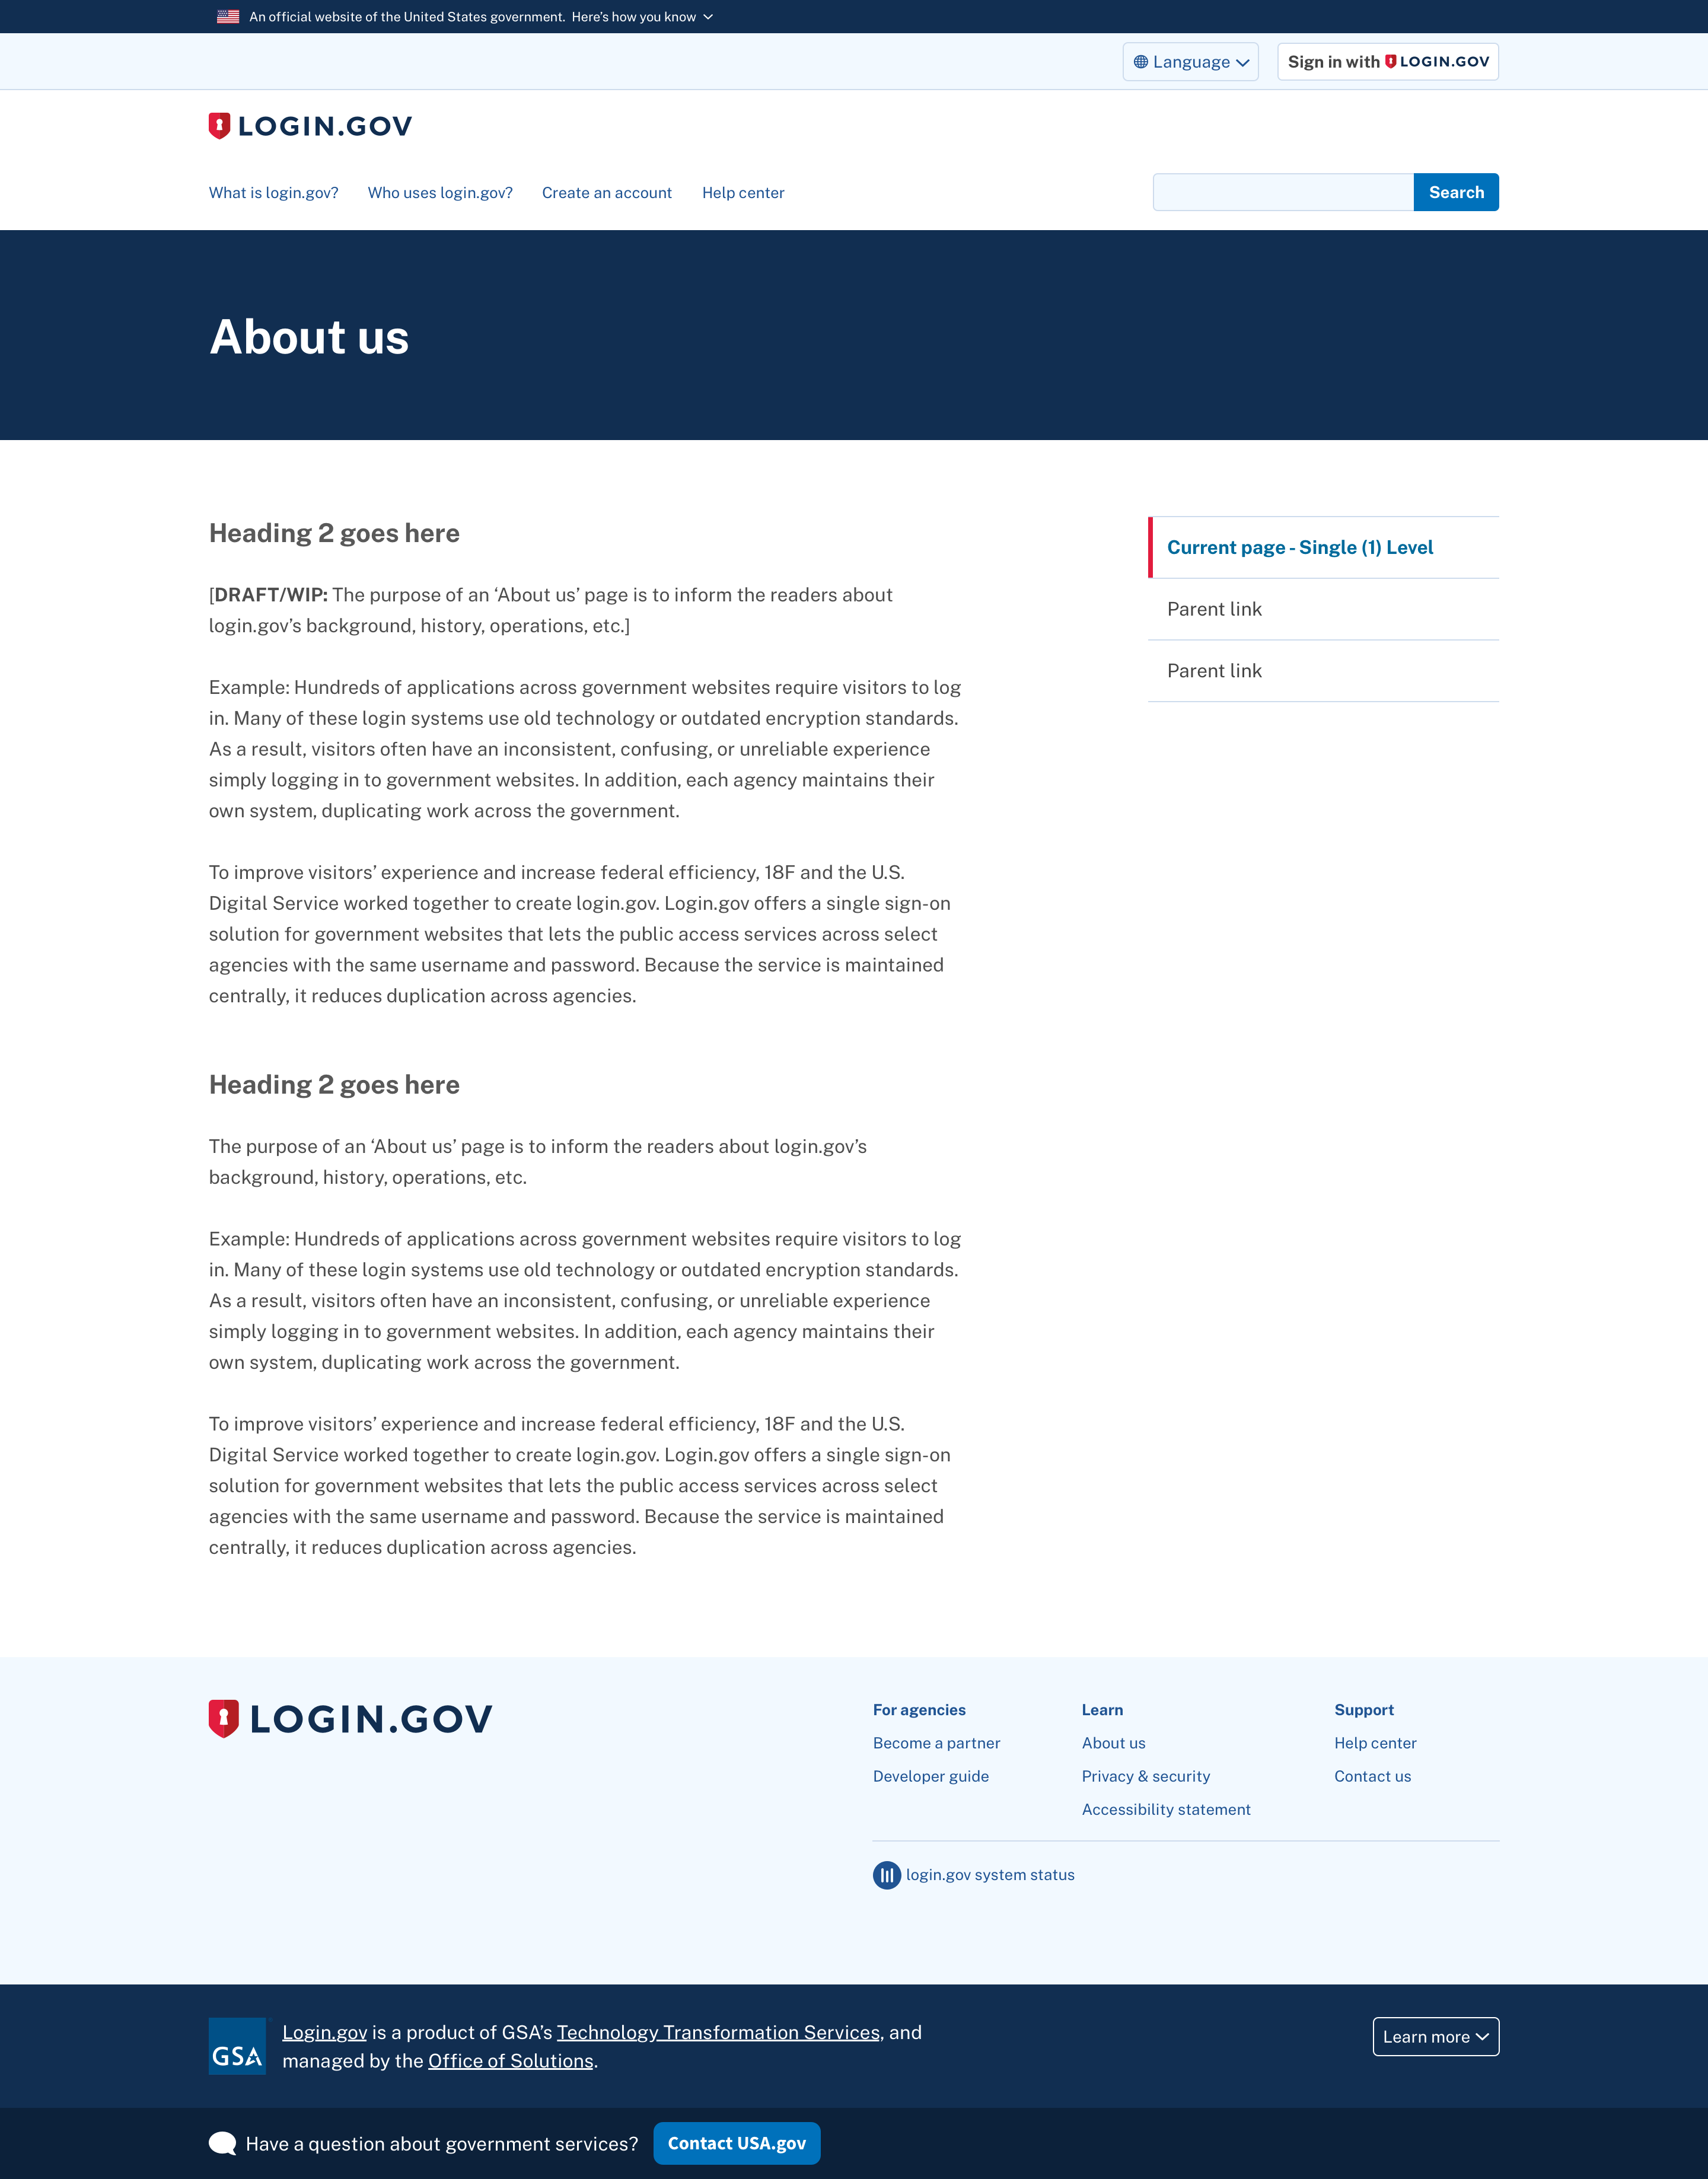 An official website of the United States government. Here’s how you know
Language
Sign in with LOGIN.GOV
LOGIN.GOV
What is login.gov? Who uses login.gov? Create an account Help center
Search
About us
Heading 2 goes here
[DRAFT/WIP: The purpose of an ‘About us’ page is to inform the readers about
login.gov’s background, history, operations, etc.]
Example: Hundreds of applications across government websites require visitors to log
in. Many of these login systems use old technology or outdated encryption standards.
As a result, visitors often have an inconsistent, confusing, or unreliable experience
simply logging in to government websites. In addition, each agency maintains their
own system, duplicating work across the government.
To improve visitors’ experience and increase federal efficiency, 18F and the U.S.
Digital Service worked together to create login.gov. Login.gov offers a single sign-on
solution for government websites that lets the public access services across select
agencies with the same username and password. Because the service is maintained
centrally, it reduces duplication across agencies.
Heading 2 goes here
The purpose of an ‘About us’ page is to inform the readers about login.gov’s
background, history, operations, etc.
Example: Hundreds of applications across government websites require visitors to log
in. Many of these login systems use old technology or outdated encryption standards.
As a result, visitors often have an inconsistent, confusing, or unreliable experience
simply logging in to government websites. In addition, each agency maintains their
own system, duplicating work across the government.
To improve visitors’ experience and increase federal efficiency, 18F and the U.S.
Digital Service worked together to create login.gov. Login.gov offers a single sign-on
solution for government websites that lets the public access services across select
agencies with the same username and password. Because the service is maintained
centrally, it reduces duplication across agencies.
Current page - Single (1) Level
Parent link
Parent link
LOGIN.GOV
For agencies
Become a partner
Developer guide
Learn
About us
Privacy & security
Accessibility statement
Support
Help center
Contact us
login.gov system status
GSA
Login.gov is a product of GSA’s Technology Transformation Services, and
managed by the Office of Solutions.
Learn more
Have a question about government services?
Contact USA.gov